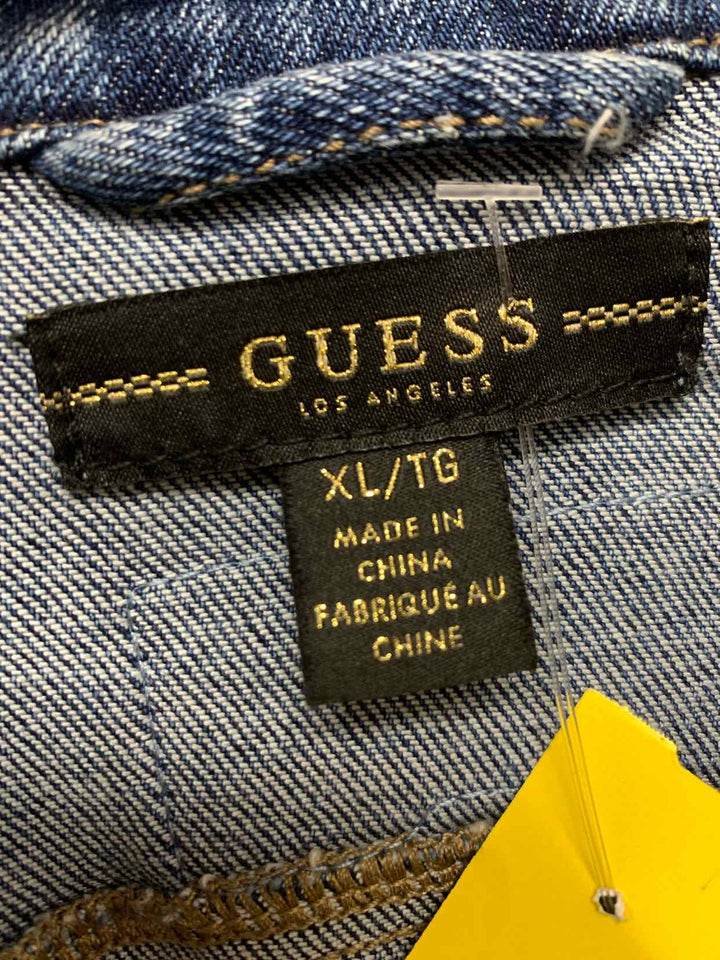 GUESS
LOS ANGELES
XL/TG
MADE IN
CHINA
FABRIQUÉ AU
CHINE